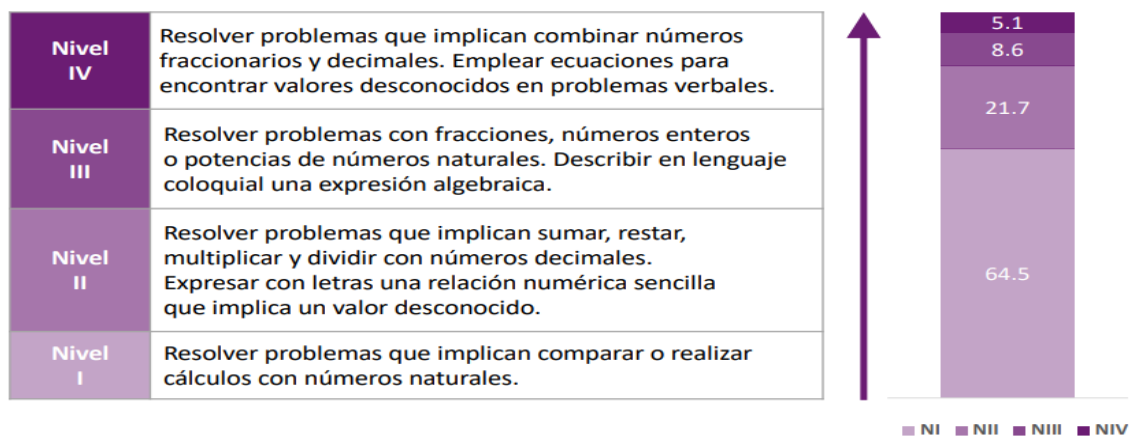 Nivel
IV
Resolver problemas que implican combinar números
fraccionarios y decimales. Emplear ecuaciones para
encontrar valores desconocidos en problemas verbales.
Nivel
III
Resolver problemas con fracciones, números enteros
o potencias de números naturales. Describir en lenguaje
coloquial una expresión algebraica.
Nivel
II
Resolver problemas que implican sumar, restar,
multiplicar y dividir con números decimales.
Expresar con letras una relación numérica sencilla
que implica un valor desconocido.
Nivel
I
Resolver problemas que implican comparar o realizar
cálculos con números naturales.
5.1
8.6
21.7
64.5
NI NII NIII NIV